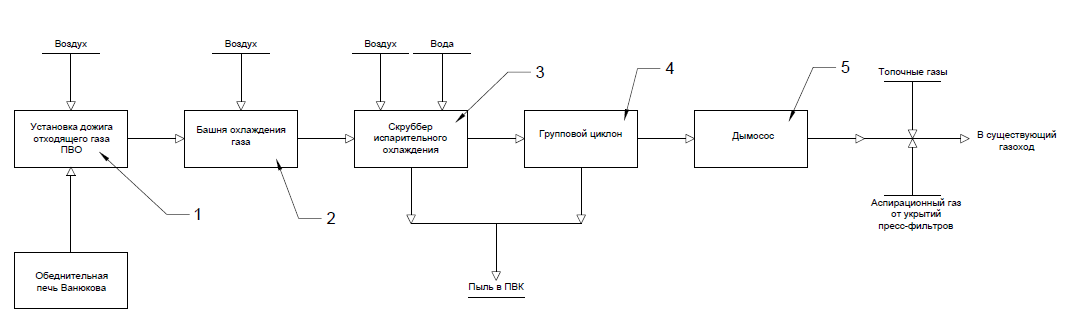 Воздух
Воздух
Воздух
Вода
3
4
5
Топочные газы
Установка дожига
отходящего газа
ПВО
Башня охлаждения
газа
Скруббер
испарительного
охлаждения
Групповой циклон
Дымосос
В существующий
газоход
1
2
Аспирационный газ
от укрытий
пресс-фильтров
Обеднительная
печь Ванюкова
Пыль в ПВК